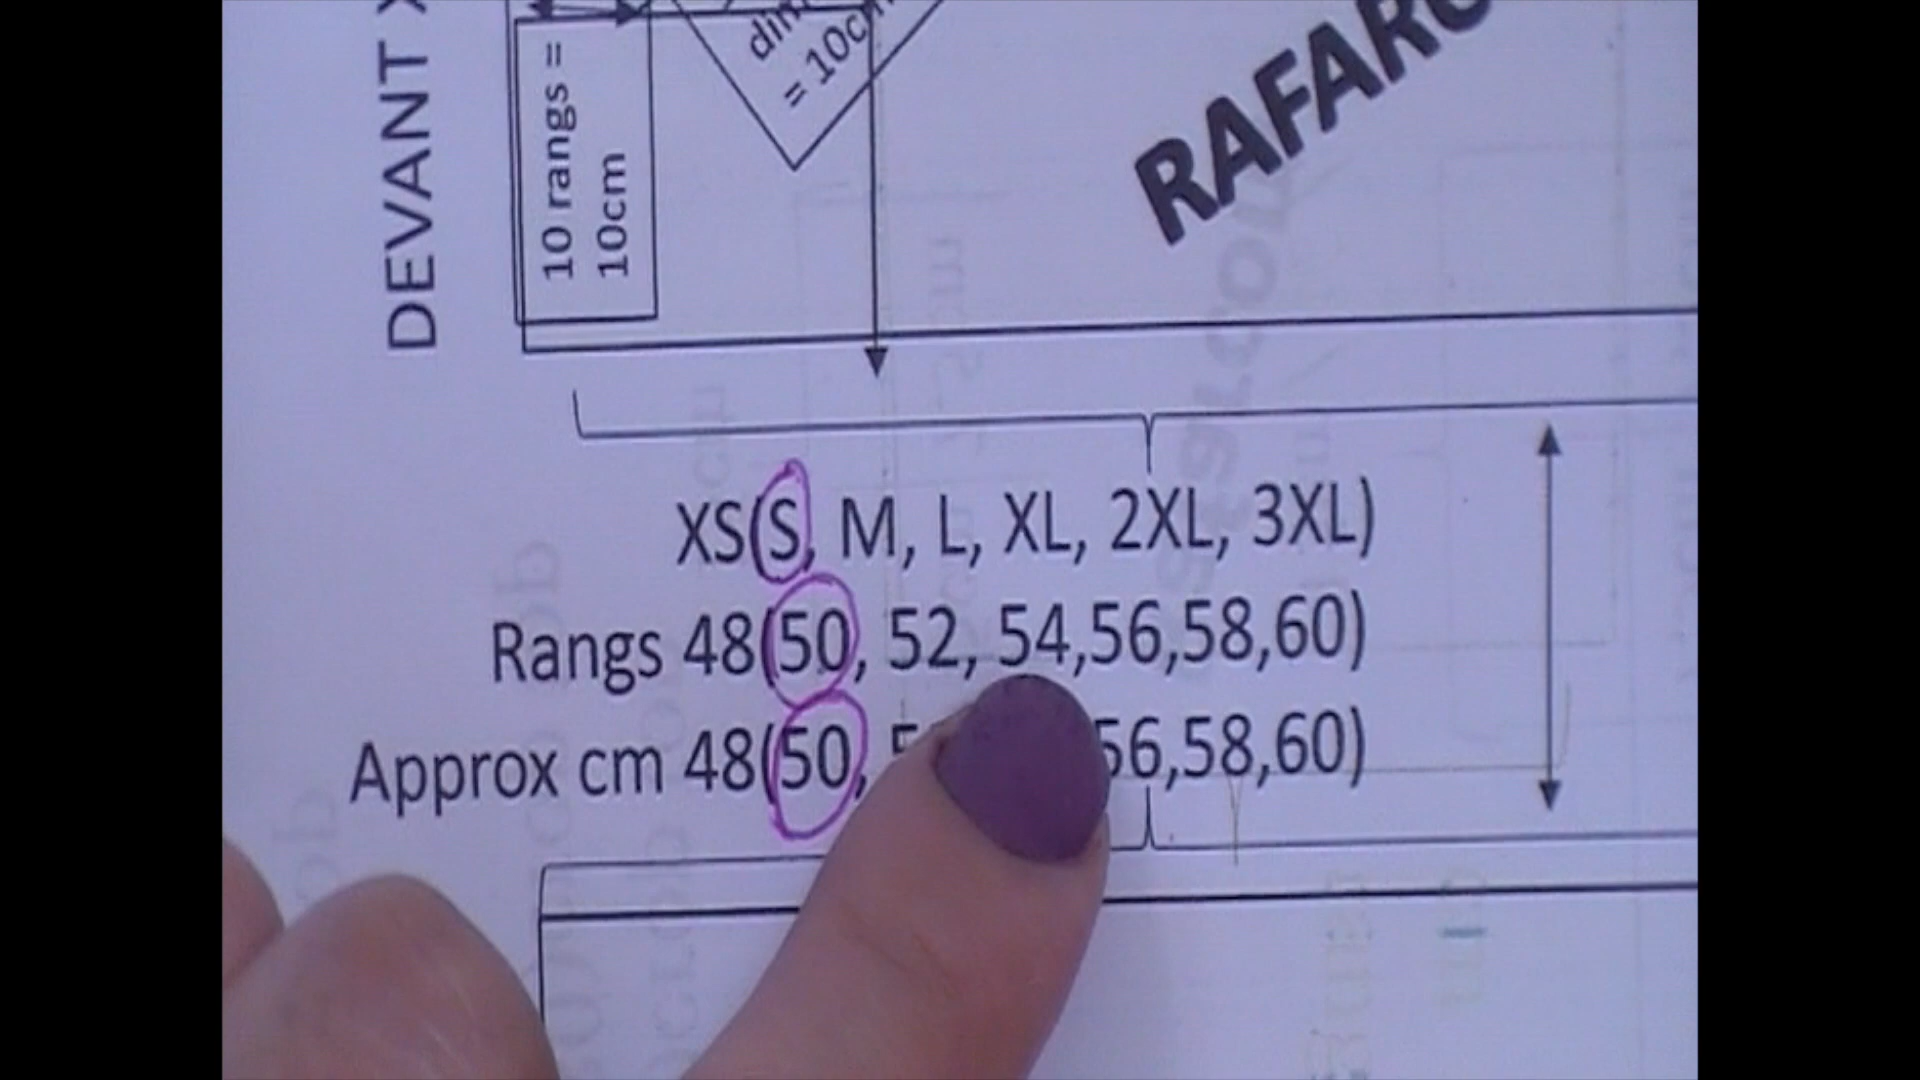 DEVANT
10 rangs =
10cm
= 10cm
RAFARC
XS(S, M, L, XL, 2XL, 3XL)
Rangs 48(50, 52, 54,56,58,60)
Approx cm 48(50, 56,58,60)